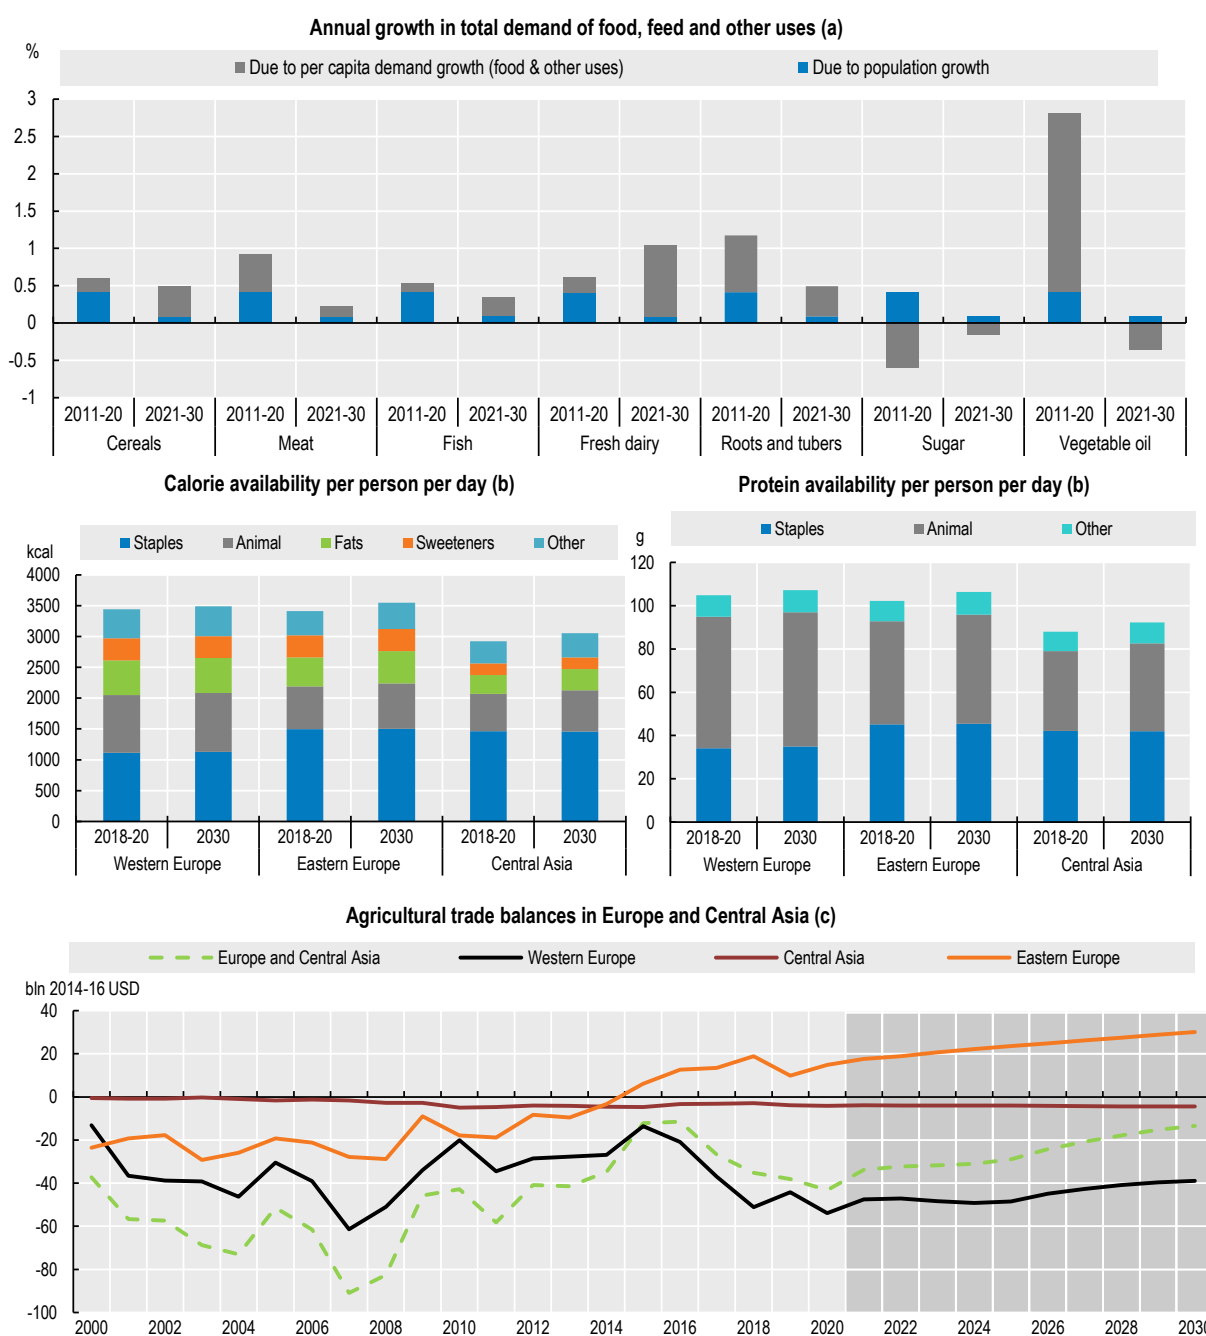 Annual growth in total demand of food, feed and other uses (a)
%
Due to per capita demand growth (food & other uses) Due to population growth
3
2.5
2
1.5
1
0.5
0
-0.5
-1
2011-20 2021-30 2011-20 2021-30 2011-20 2021-30 2011-20 2021-30 2011-20 2021-30 2011-20 2021-30 2011-20 2021-30
Cereals Meat Fish Fresh dairy Roots and tubers Sugar Vegetable oil
Calorie availability per person per day (b)
Staples Animal Fats Sweeteners Other
kcal
4000
3500
3000
2500
2000
1500
1000
500
0
2018-20 2030 2018-20 2030 2018-20 2030
Western Europe Eastern Europe Central Asia
Protein availability per person per day (b)
Staples Animal Other
g
120
100
80
60
40
20
0
2018-20 2030 2018-20 2030 2018-20 2030
Western Europe Eastern Europe Central Asia
Agricultural trade balances in Europe and Central Asia (c)
Europe and Central Asia Western Europe Central Asia Eastern Europe
bln 2014-16 USD
40
20
0
-20
-40
-60
-80
-100
2000 2002 2004 2006 2008 2010 2012 2014 2016 2018 2020 2022 2024 2026 2028 2030